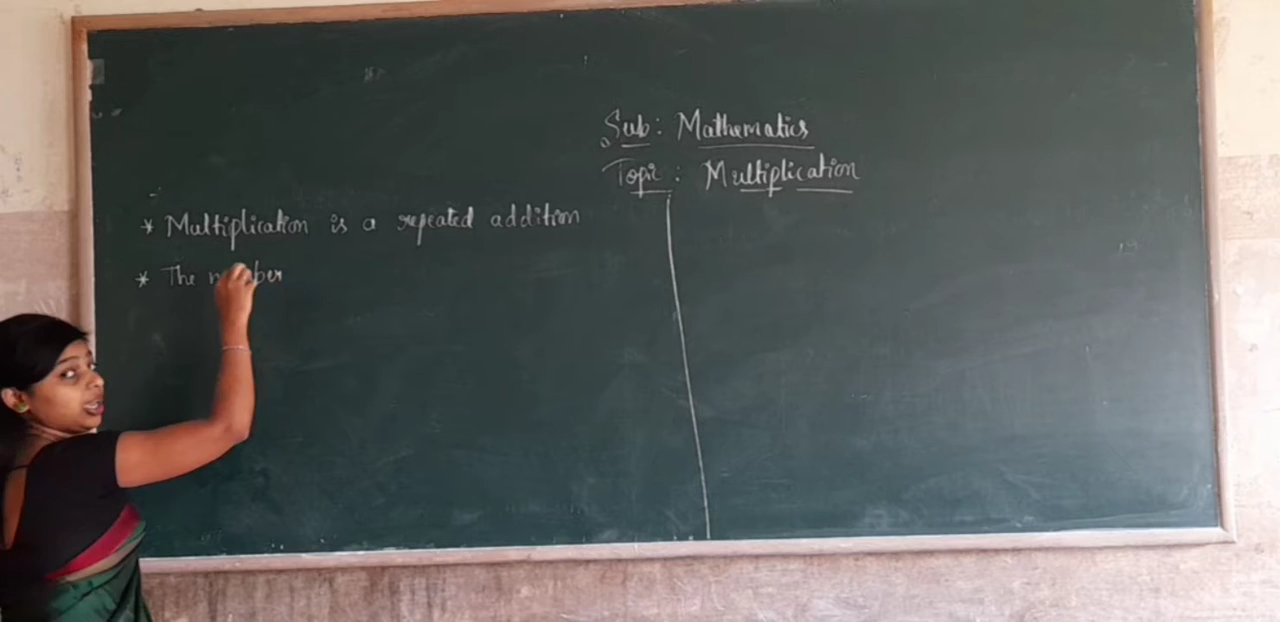 Sub: Mathematics
Topic: Multiplication
* Multiplication is a repeated addition
* The number